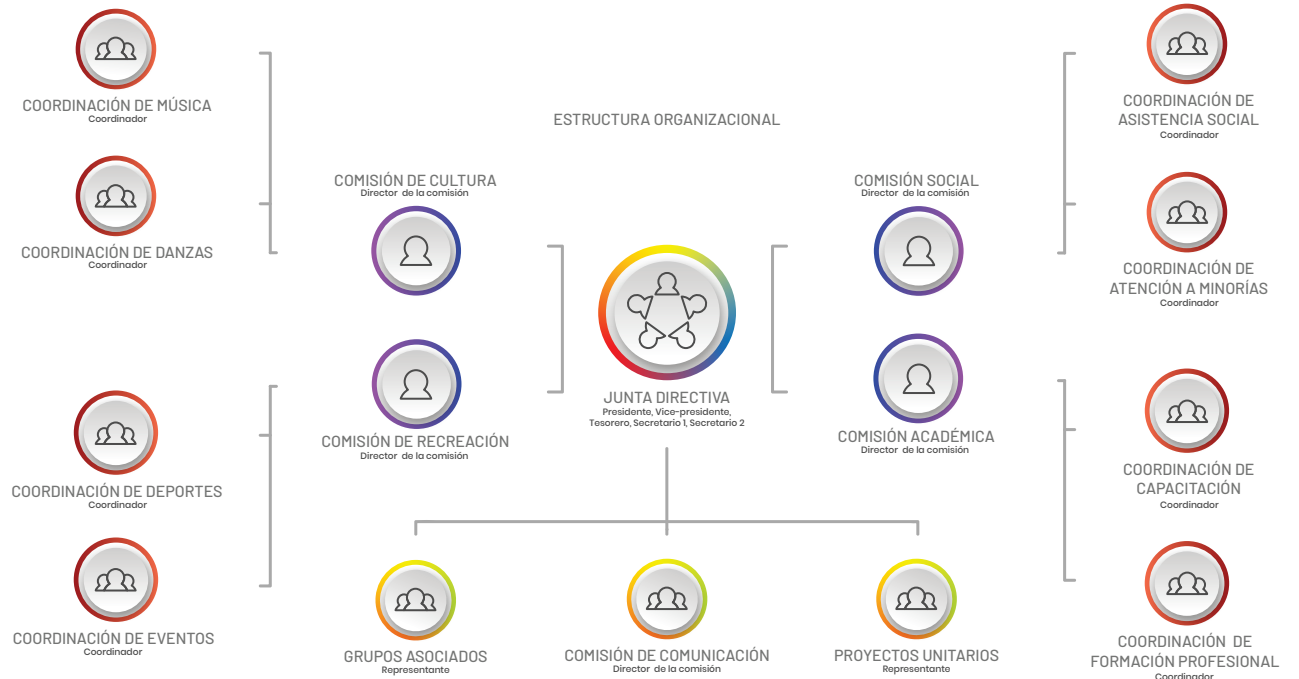 ESTRUCTURA ORGANIZACIONAL
COORDINACIÓN DE MÚSICA
Coordinador
COORDINACIÓN DE DANZAS
Coordinador
COORDINACIÓN DE DEPORTES
Coordinador
COORDINACIÓN DE EVENTOS
Coordinador
COMISIÓN DE CULTURA
Director de la comisión
COMISIÓN DE RECREACIÓN
Director de la comisión
JUNTA DIRECTIVA
Presidente, Vice-presidente,
Tesorero, Secretario 1, Secretario 2
COMISIÓN SOCIAL
Director de la comisión
COMISIÓN ACADÉMICA
Director de la comisión
COORDINACIÓN DE
ASISTENCIA SOCIAL
Coordinador
COORDINACIÓN DE
ATENCIÓN A MINORÍAS
Coordinador
COORDINACIÓN DE
CAPACITACIÓN
Coordinador
COORDINACIÓN DE
FORMACIÓN PROFESIONAL
Coordinador
GRUPOS ASOCIADOS
Representante
COMISIÓN DE COMUNICACIÓN
Director de la comisión
PROYECTOS UNITARIOS
Representante